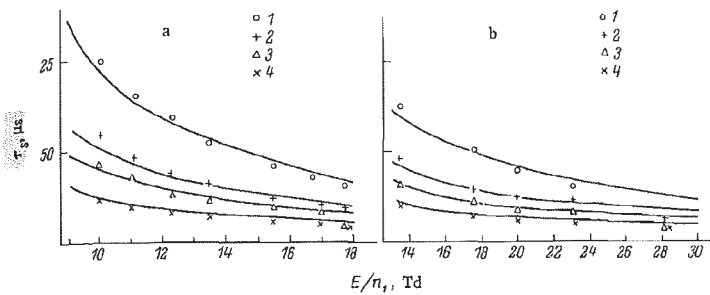 a
○ 1
+ 2
△ 3
× 4
b
○ 1
+ 2
△ 3
× 4
25
50
τs, μs
10 12 14 16 18
14 16 18 20 22 24 26 28 30
E/n₁, Td